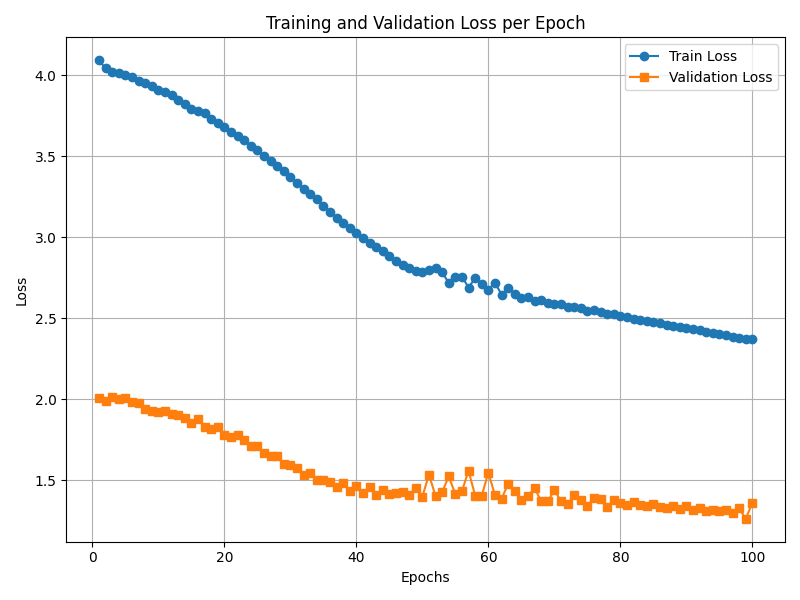 Training and Validation Loss per Epoch
Train Loss
Validation Loss
4.0
3.5
3.0
2.5
2.0
1.5
Loss
0 20 40 60 80 100
Epochs